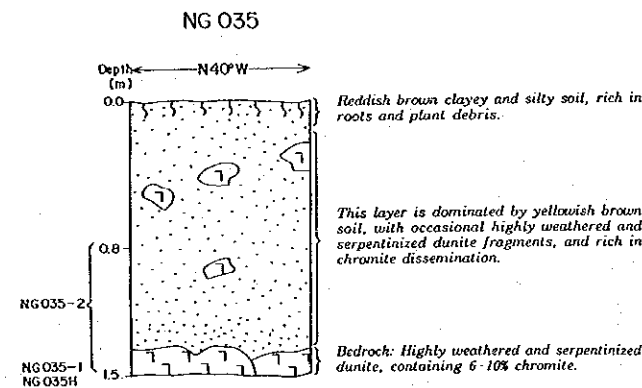 NG 035
Depth
(m)
N40°W
0.0
Reddish brown clayey and silty soil, rich in
roots and plant debris.
This layer is dominated by yellowish brown
soil, with occasional highly weathered and
serpentinized dunite fragments, and rich in
chromite dissemination.
0.8
NG035-2
Bedrock: Highly weathered and serpentinized
dunite, containing 6-10% chromite.
NG035-1
NG035H
1.5